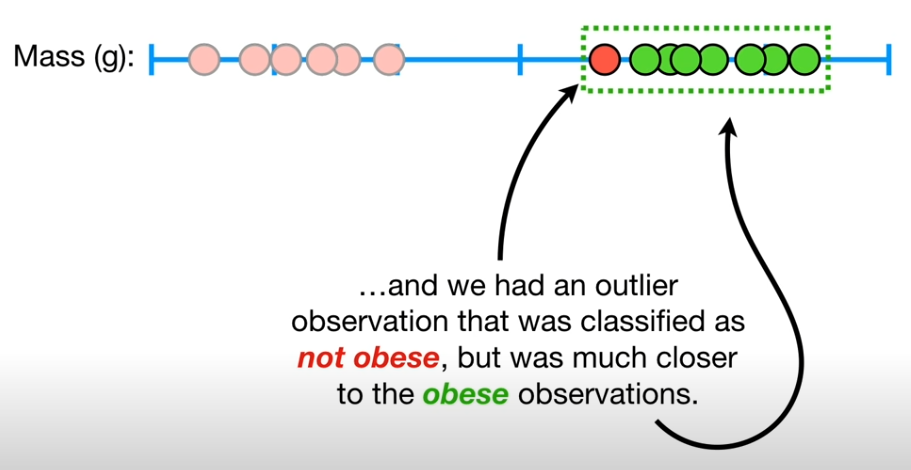 Mass (g):
…and we had an outlier
observation that was classified as
not obese, but was much closer
to the obese observations.